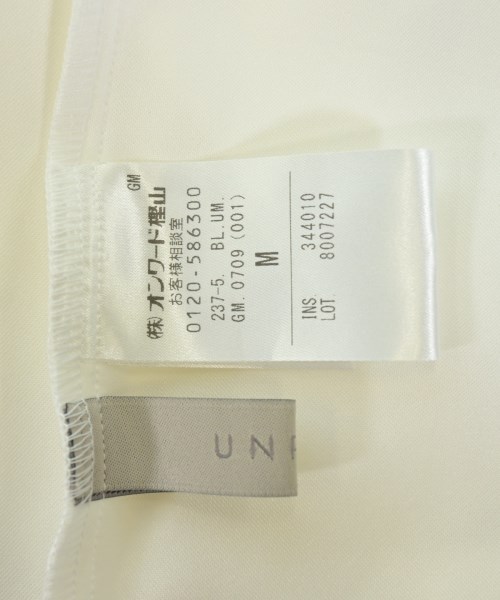 GM
(株)オンワード樫山
お客様相談室
0120-586300
237-5. BL.UM.
GM.0709 (001)
M
INS. 344010
LOT. 8007227
UN